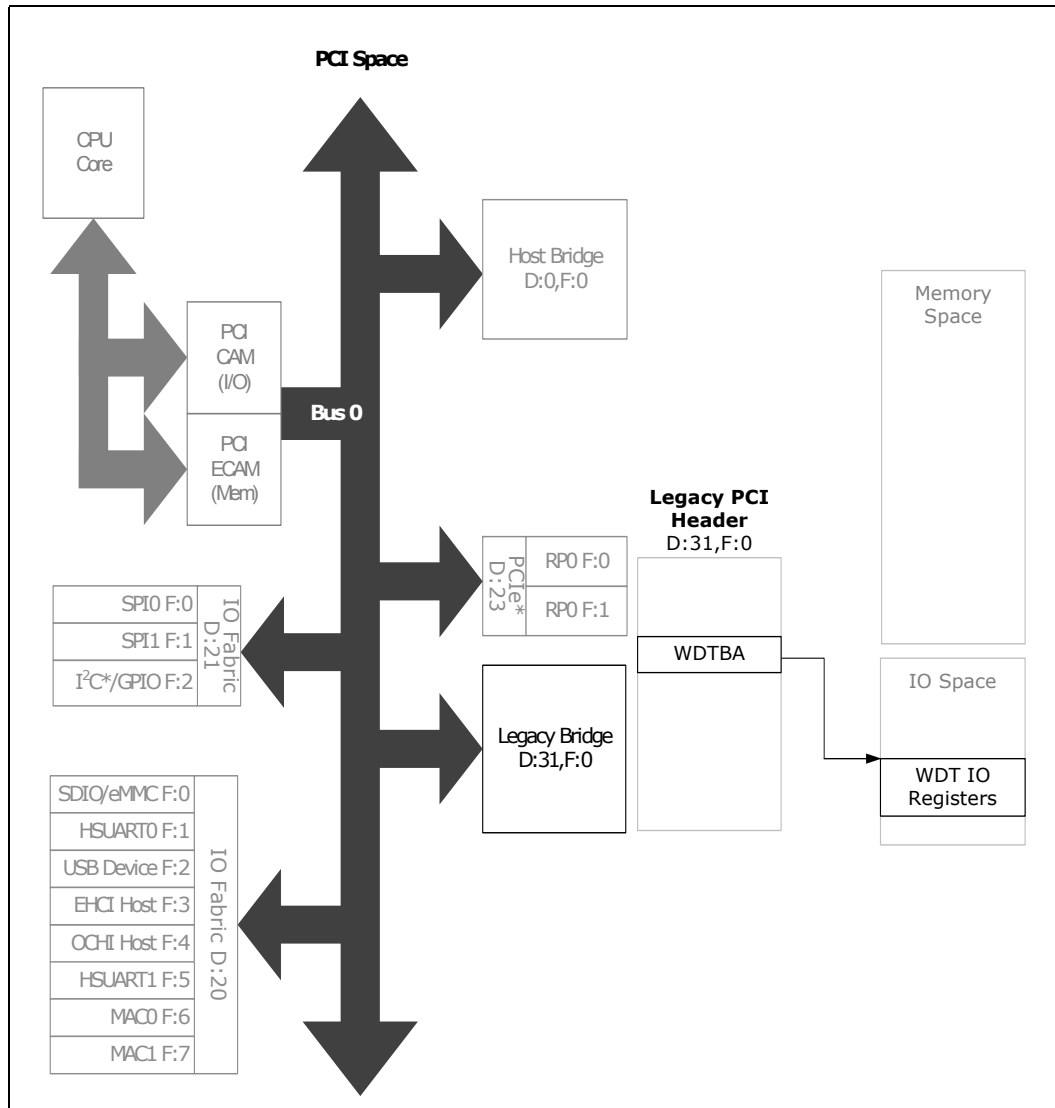 PCI Space
CPU
Core
PCI
CAM
(I/O)
Bus 0
PCI
ECAM
(Mem)
Host Bridge
D:0,F:0
Memory
Space
Legacy PCI
Header
D:31,F:0
PCIe*
D:23
RP0 F:0
RP0 F:1
SPI0 F:0
SPI1 F:1
I²C*/GPIO F:2
IO Fabric
D:21
WDTBA
IO Space
Legacy Bridge
D:31,F:0
WDT IO
Registers
SDIO/eMMC F:0
HSUART0 F:1
USB Device F:2
EHCI Host F:3
OCHI Host F:4
HSUART1 F:5
MAC0 F:6
MAC1 F:7
IO Fabric D:20